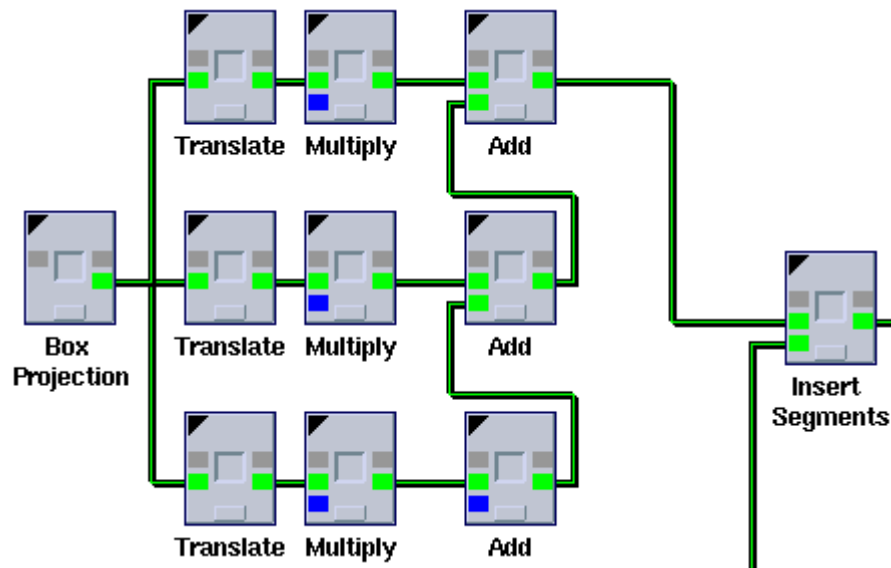 Translate Multiply Add
Translate Multiply Add
Box
Projection
Insert
Segments
Translate Multiply Add